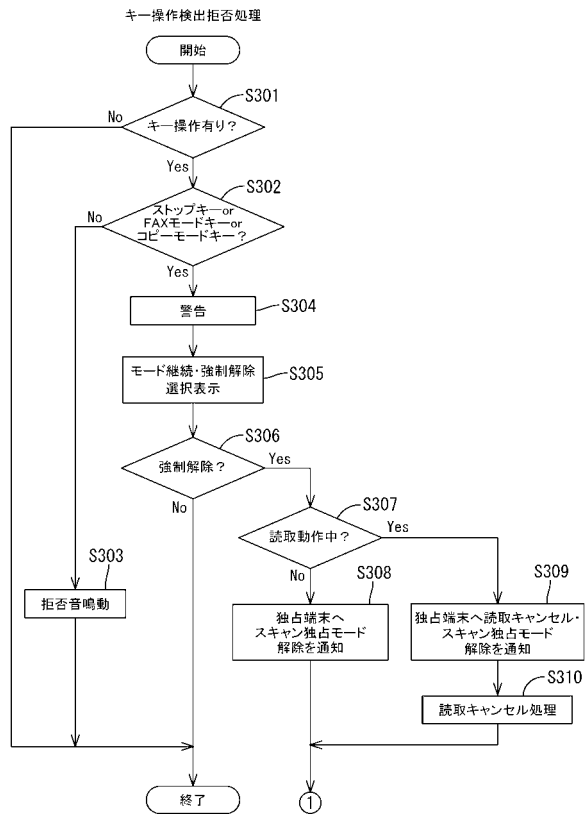 キー操作検出拒否処理
開始
S301
No
キー操作有り?
Yes
S302
No
ストップキーor
FAXモードキーor
コピーモードキー?
Yes
警告
S304
モード継続・強制解除
選択表示
S305
S306
強制解除?
Yes
No
S307
読取動作中?
Yes
No
S303
拒否音鳴動
S308
独占端末へ
スキャン独占モード
解除を通知
S309
独占端末へ読取キャンセル・
スキャン独占モード
解除を通知
S310
読取キャンセル処理
終了
1